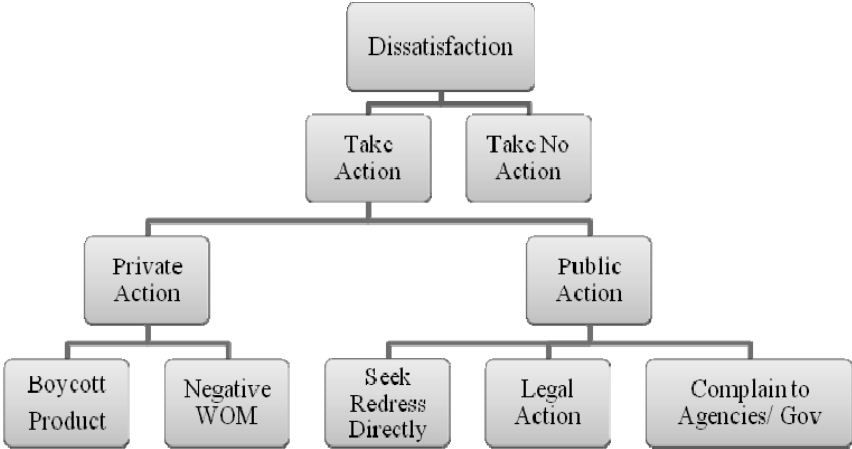 Dissatisfaction
Take
Action
Take No
Action
Private
Action
Public
Action
Boycott
Product
Negative
WOM
Seek
Redress
Directly
Legal
Action
Complain to
Agencies/ Gov